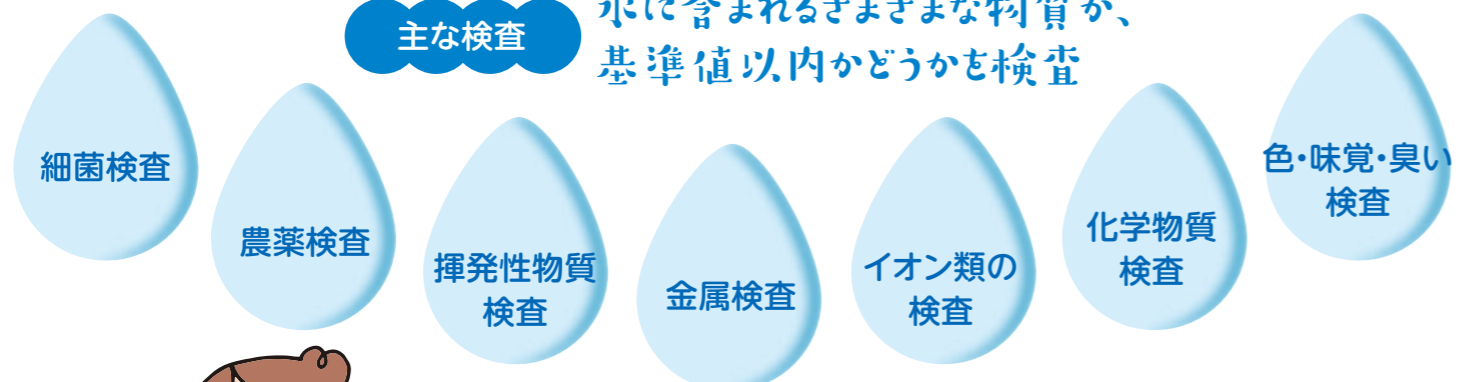 主な検査
水に含まれるさまざまな物質が、
基準値以内かどうかを検査
細菌検査
農薬検査
揮発性物質
検査
金属検査
イオン類の
検査
化学物質
検査
色・味覚・臭い
検査